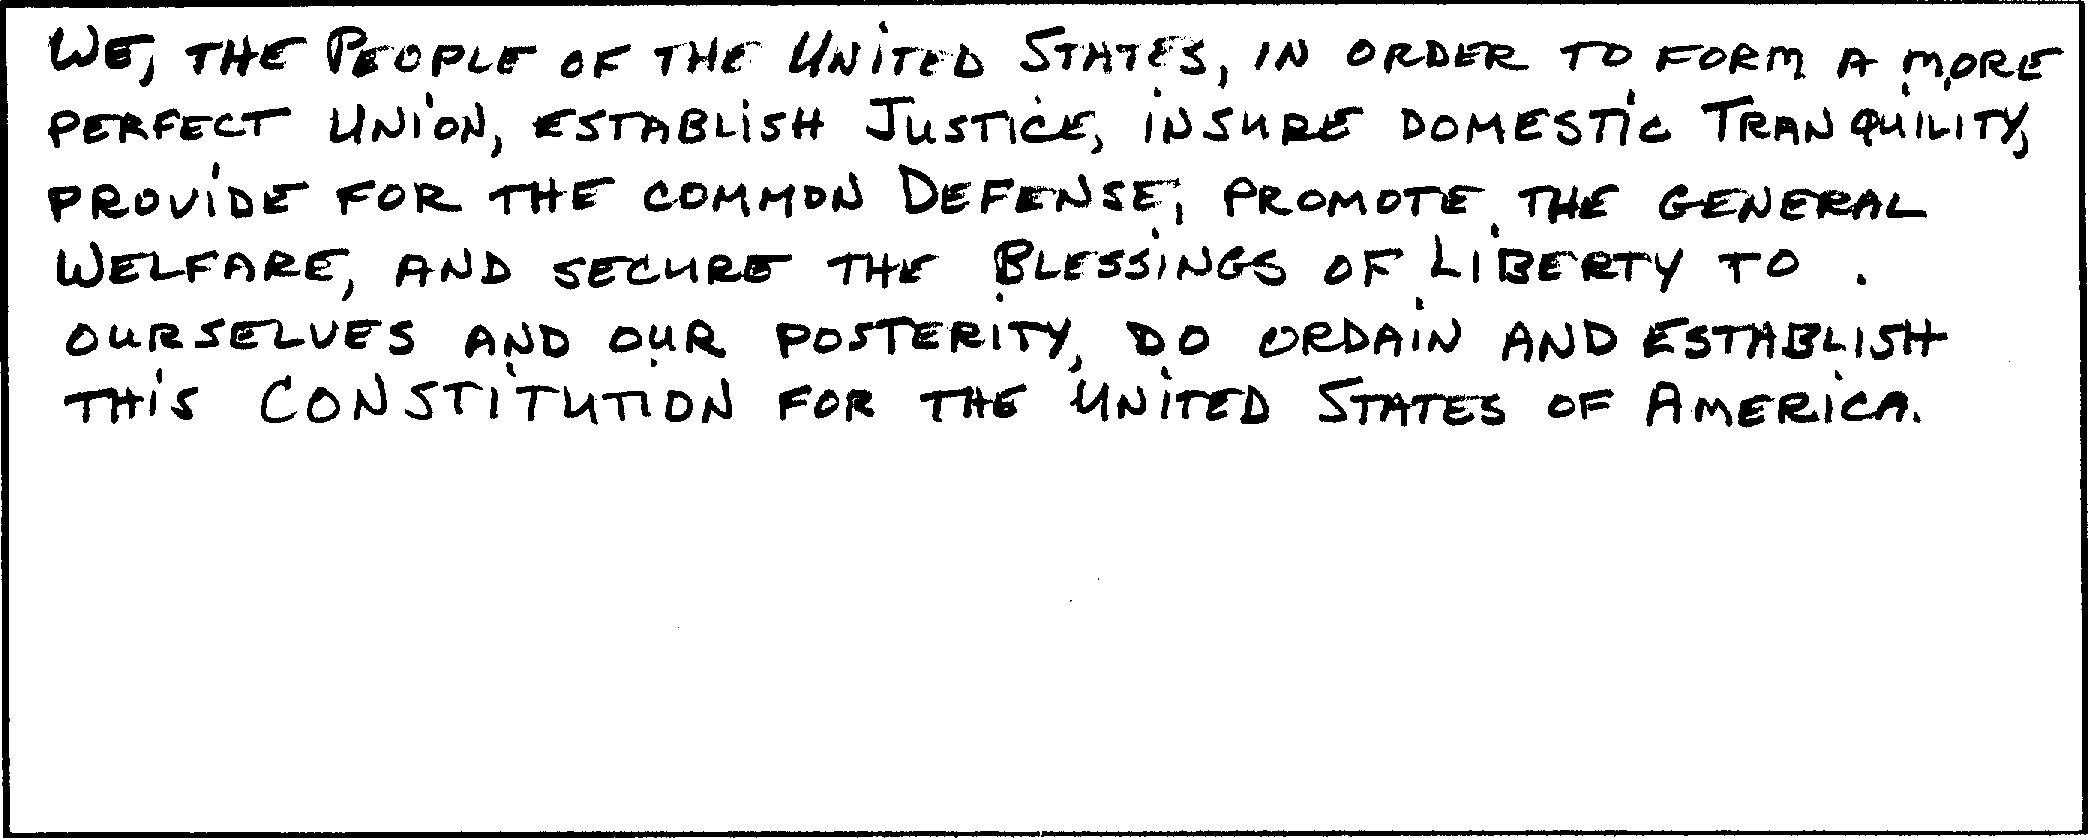 WE, THE PEOPLE OF THE UNITED STATES, IN ORDER TO FORM A MORE
PERFECT UNION, ESTABLISH JUSTICE, INSURE DOMESTIC TRANQUILITY,
PROVIDE FOR THE COMMON DEFENSE, PROMOTE THE GENERAL
WELFARE, AND SECURE THE BLESSINGS OF LIBERTY TO
OURSELVES AND OUR POSTERITY, DO ORDAIN AND ESTABLISH
THIS CONSTITUTION FOR THE UNITED STATES OF AMERICA.